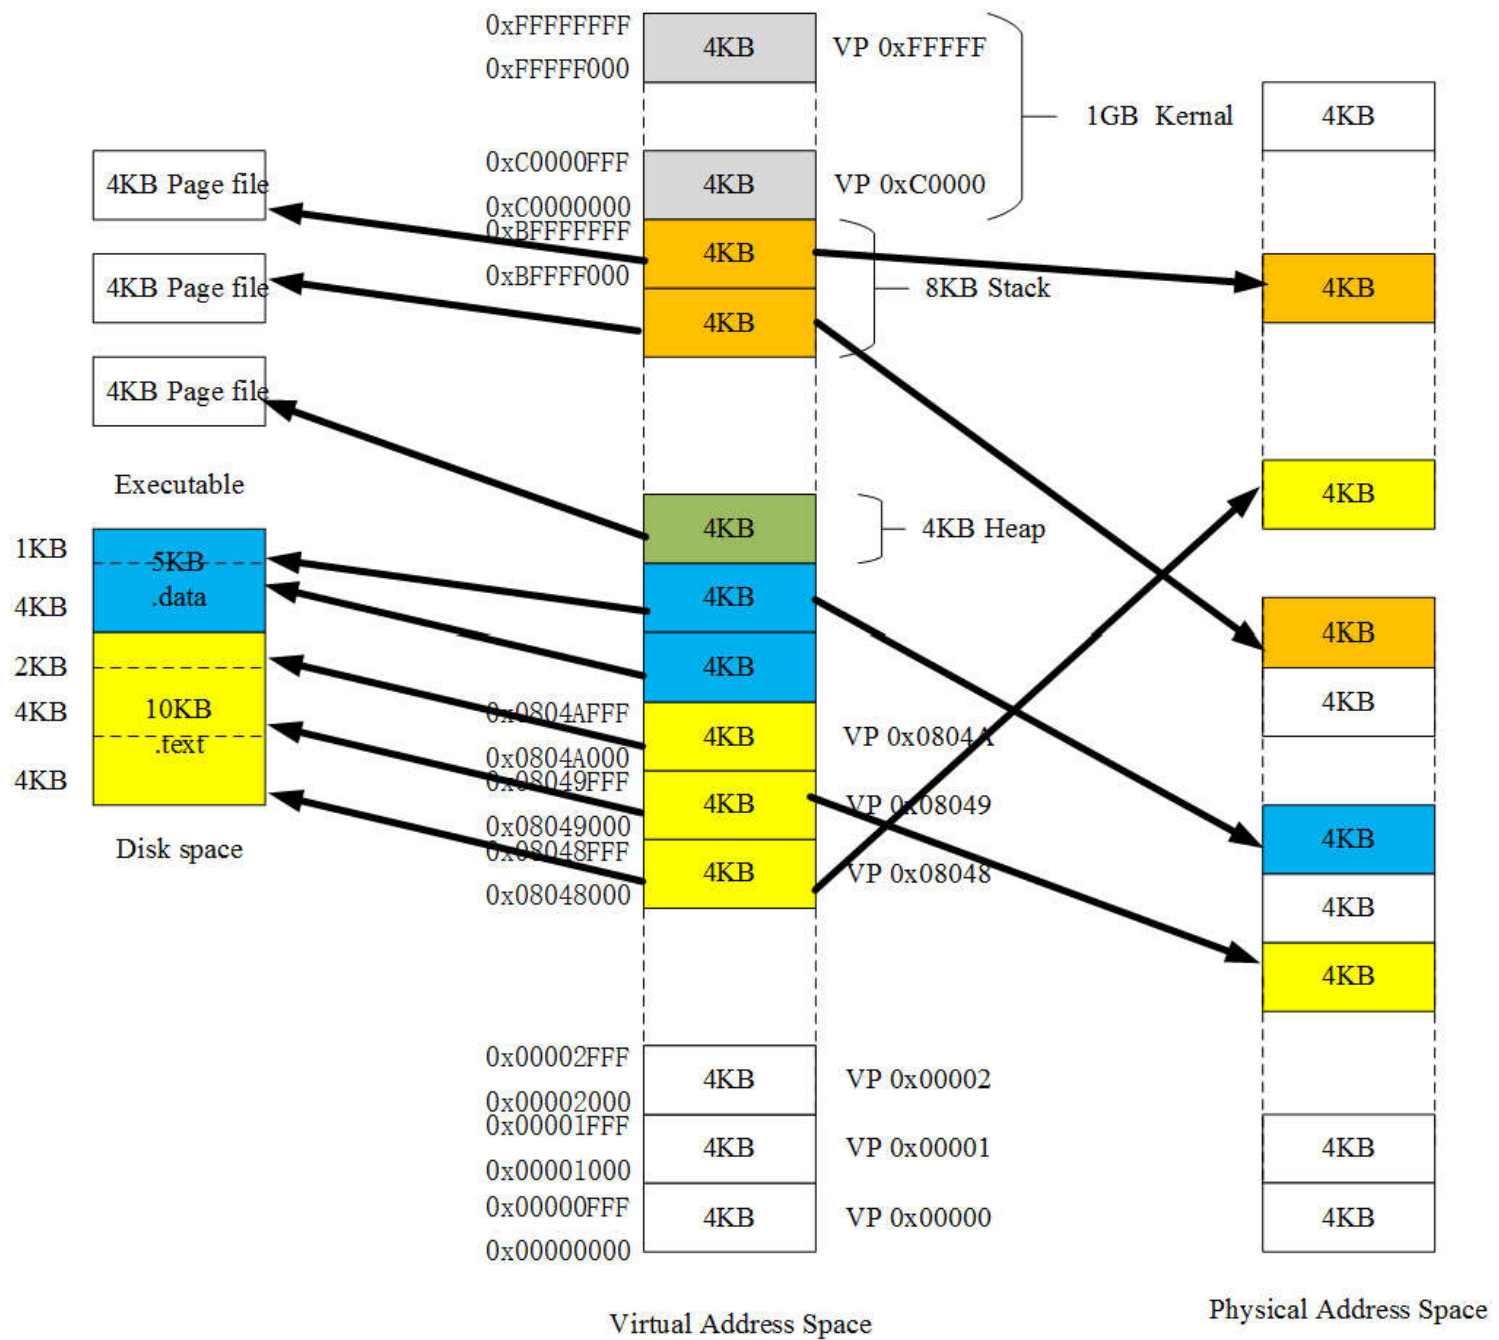 4KB Page file
4KB Page file
4KB Page file
Executable
1KB
4KB
2KB
4KB
4KB
5KB
.data
10KB
.text
Disk space
0xFFFFFFFF
0xFFFFF000
0xC0000FFF
0xC0000000
0xBFFFFFFF
0xBFFFF000
0x0804AFFF
0x0804A000
0x08049FFF
0x08049000
0x08048FFF
0x08048000
0x00002FFF
0x00002000
0x00001FFF
0x00001000
0x00000FFF
0x00000000
4KB
4KB
4KB
4KB
4KB
4KB
4KB
4KB
4KB
4KB
4KB
4KB
4KB
Virtual Address Space
VP 0xFFFFF
VP 0xC0000
1GB  Kernal
8KB Stack
4KB Heap
VP 0x0804A
VP 0x08049
VP 0x08048
VP 0x00002
VP 0x00001
VP 0x00000
4KB
4KB
4KB
4KB
4KB
4KB
4KB
4KB
4KB
4KB
Physical Address Space